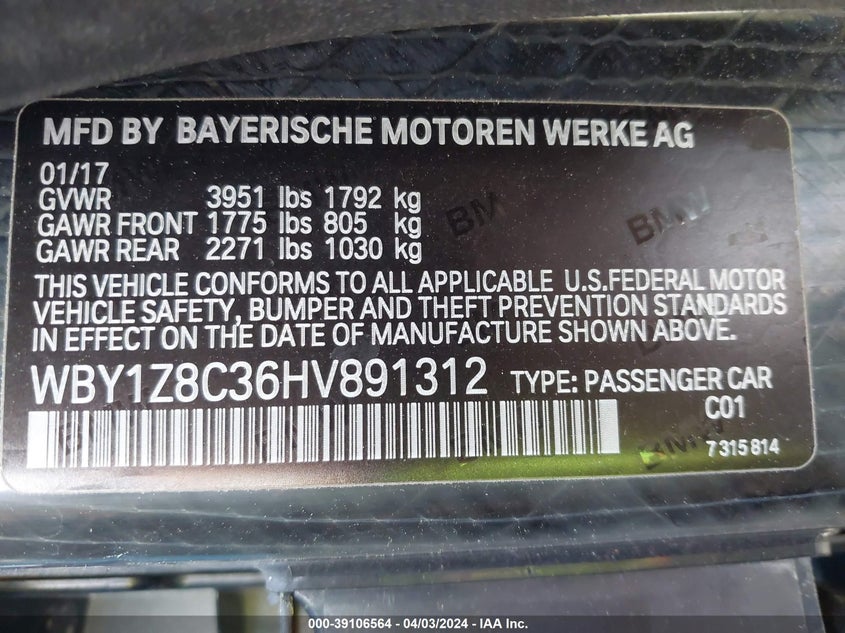 MFD BY BAYERISCHE MOTOREN WERKE AG
01/17
GVWR 3951 lbs 1792 kg
GAWR FRONT 1775 lbs 805 kg
GAWR REAR 2271 lbs 1030 kg
THIS VEHICLE CONFORMS TO ALL APPLICABLE U.S.FEDERAL MOTOR
VEHICLE SAFETY, BUMPER AND THEFT PREVENTION STANDARDS
IN EFFECT ON THE DATE OF MANUFACTURE SHOWN ABOVE.
WBY1Z8C36HV891312 TYPE: PASSENGER CAR
C01
7 315 814
BMW
BMW
BMW
000-39106564 - 04/03/2024 - IAA Inc.